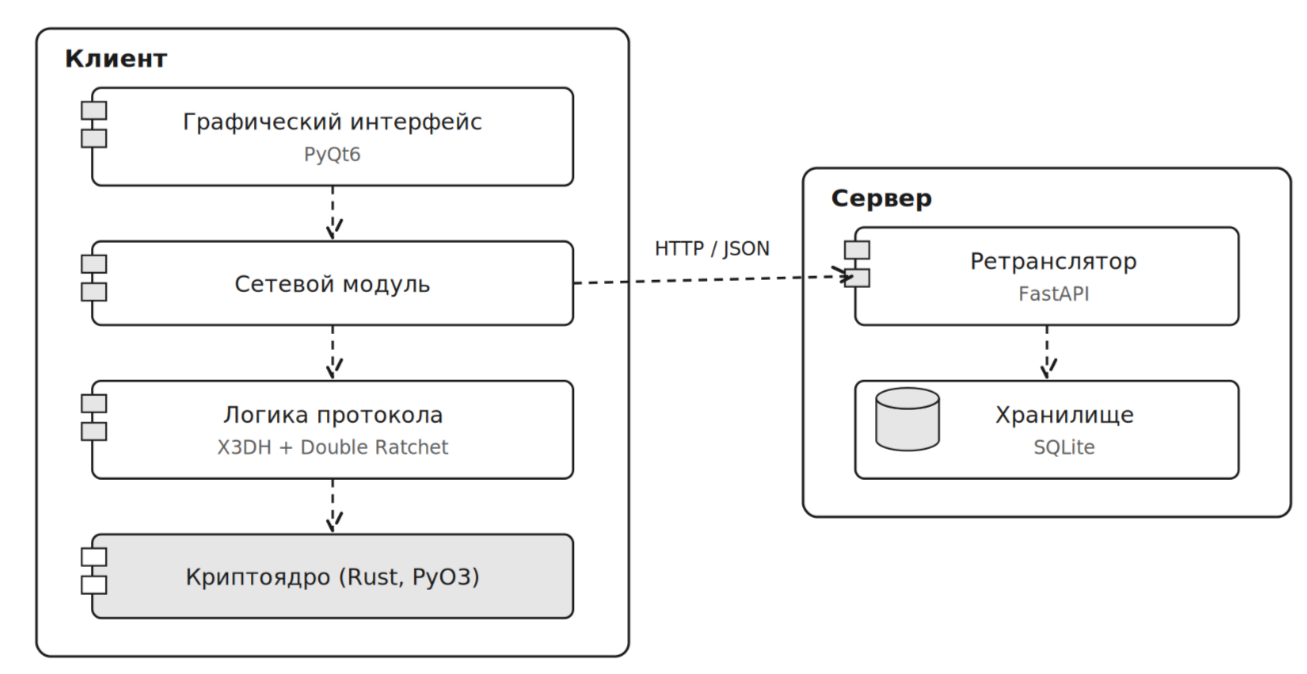 Клиент
Графический интерфейс
PyQt6
Сетевой модуль
Логика протокола
X3DH + Double Ratchet
Криптоядро (Rust, PyO3)
HTTP / JSON
Сервер
Ретранслятор
FastAPI
Хранилище
SQLite